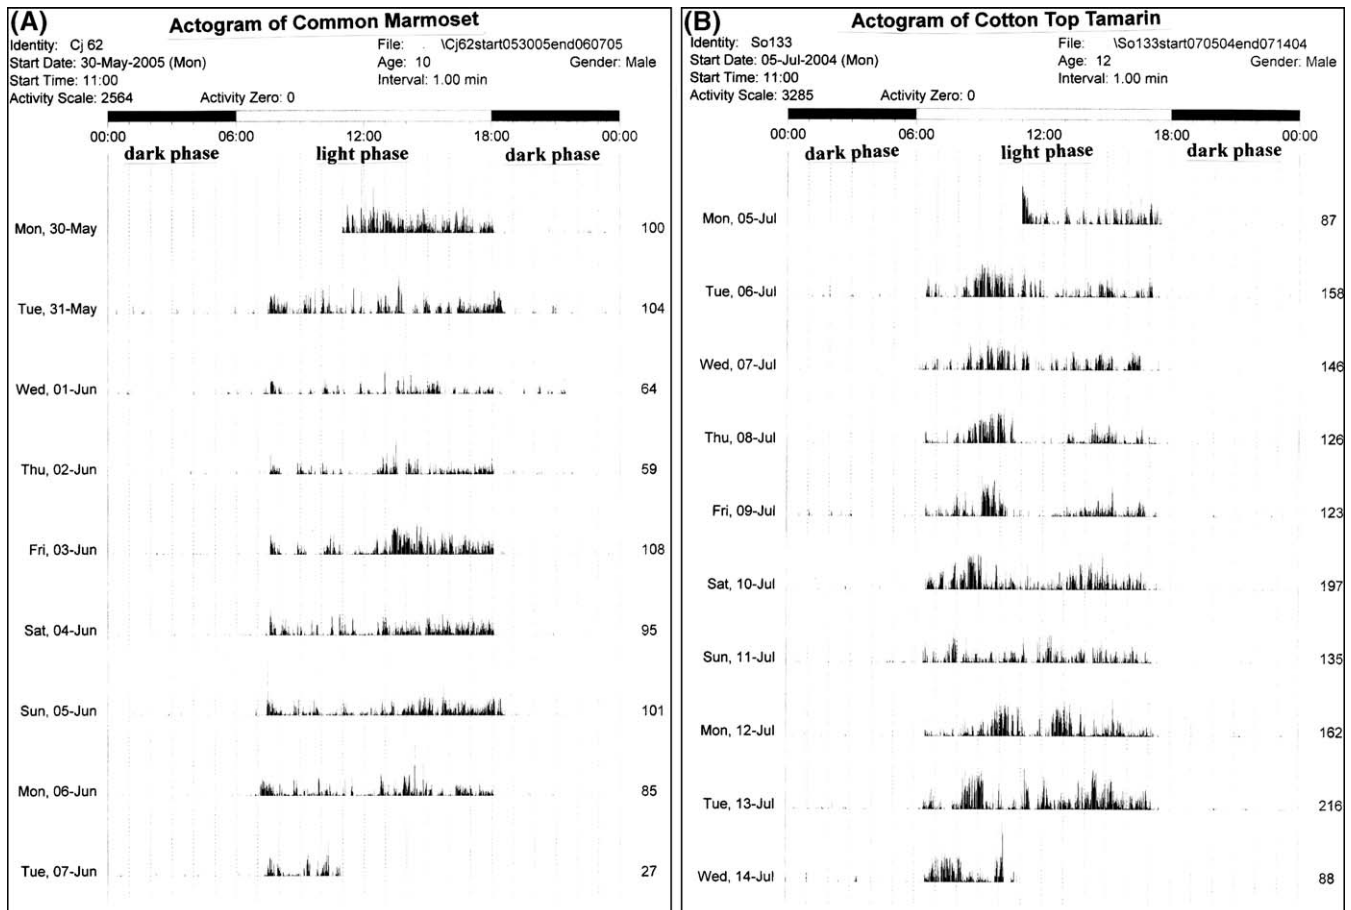 (A) Actogram of Common Marmoset
Identity: Cj 62 File: . \Cj62start053005end060705
Start Date: 30-May-2005 (Mon) Age: 10 Gender: Male
Start Time: 11:00 Interval: 1.00 min
Activity Scale: 2564 Activity Zero: 0
00:00 06:00 12:00 18:00 00:00
dark phase light phase dark phase
Mon, 30-May 100
Tue, 31-May 104
Wed, 01-Jun 64
Thu, 02-Jun 59
Fri, 03-Jun 108
Sat, 04-Jun 95
Sun, 05-Jun 101
Mon, 06-Jun 85
Tue, 07-Jun 27
(B) Actogram of Cotton Top Tamarin
Identity: So133 File: \So133start070504end071404
Start Date: 05-Jul-2004 (Mon) Age: 12 Gender: Male
Start Time: 11:00 Interval: 1.00 min
Activity Scale: 3285 Activity Zero: 0
00:00 06:00 12:00 18:00 00:00
dark phase light phase dark phase
Mon, 05-Jul 87
Tue, 06-Jul 158
Wed, 07-Jul 146
Thu, 08-Jul 126
Fri, 09-Jul 123
Sat, 10-Jul 197
Sun, 11-Jul 135
Mon, 12-Jul 162
Tue, 13-Jul 216
Wed, 14-Jul 88